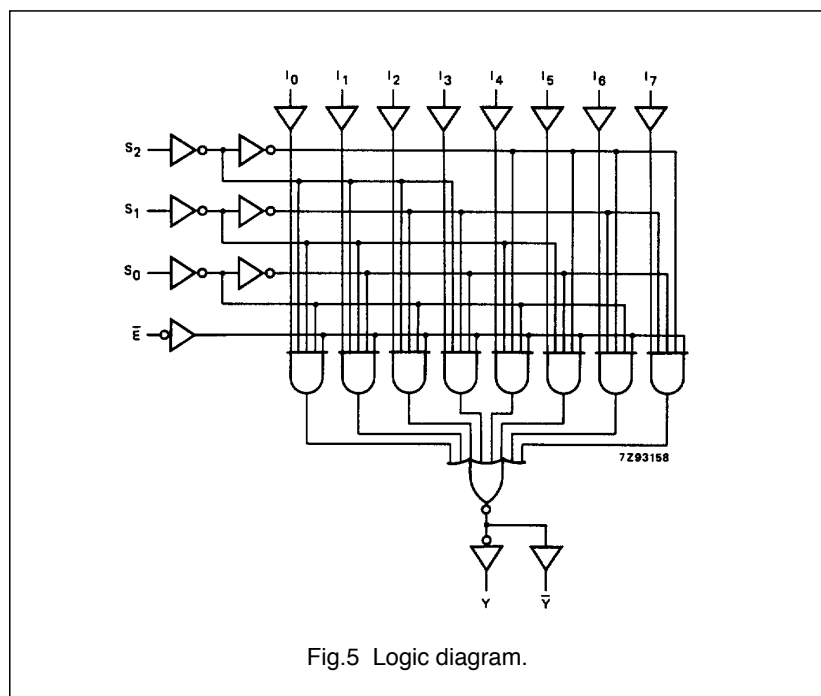 I0 I1 I2 I3 I4 I5 I6 I7
S2
S1
S0
E̅
7Z93158
Y Y̅
Fig.5 Logic diagram.